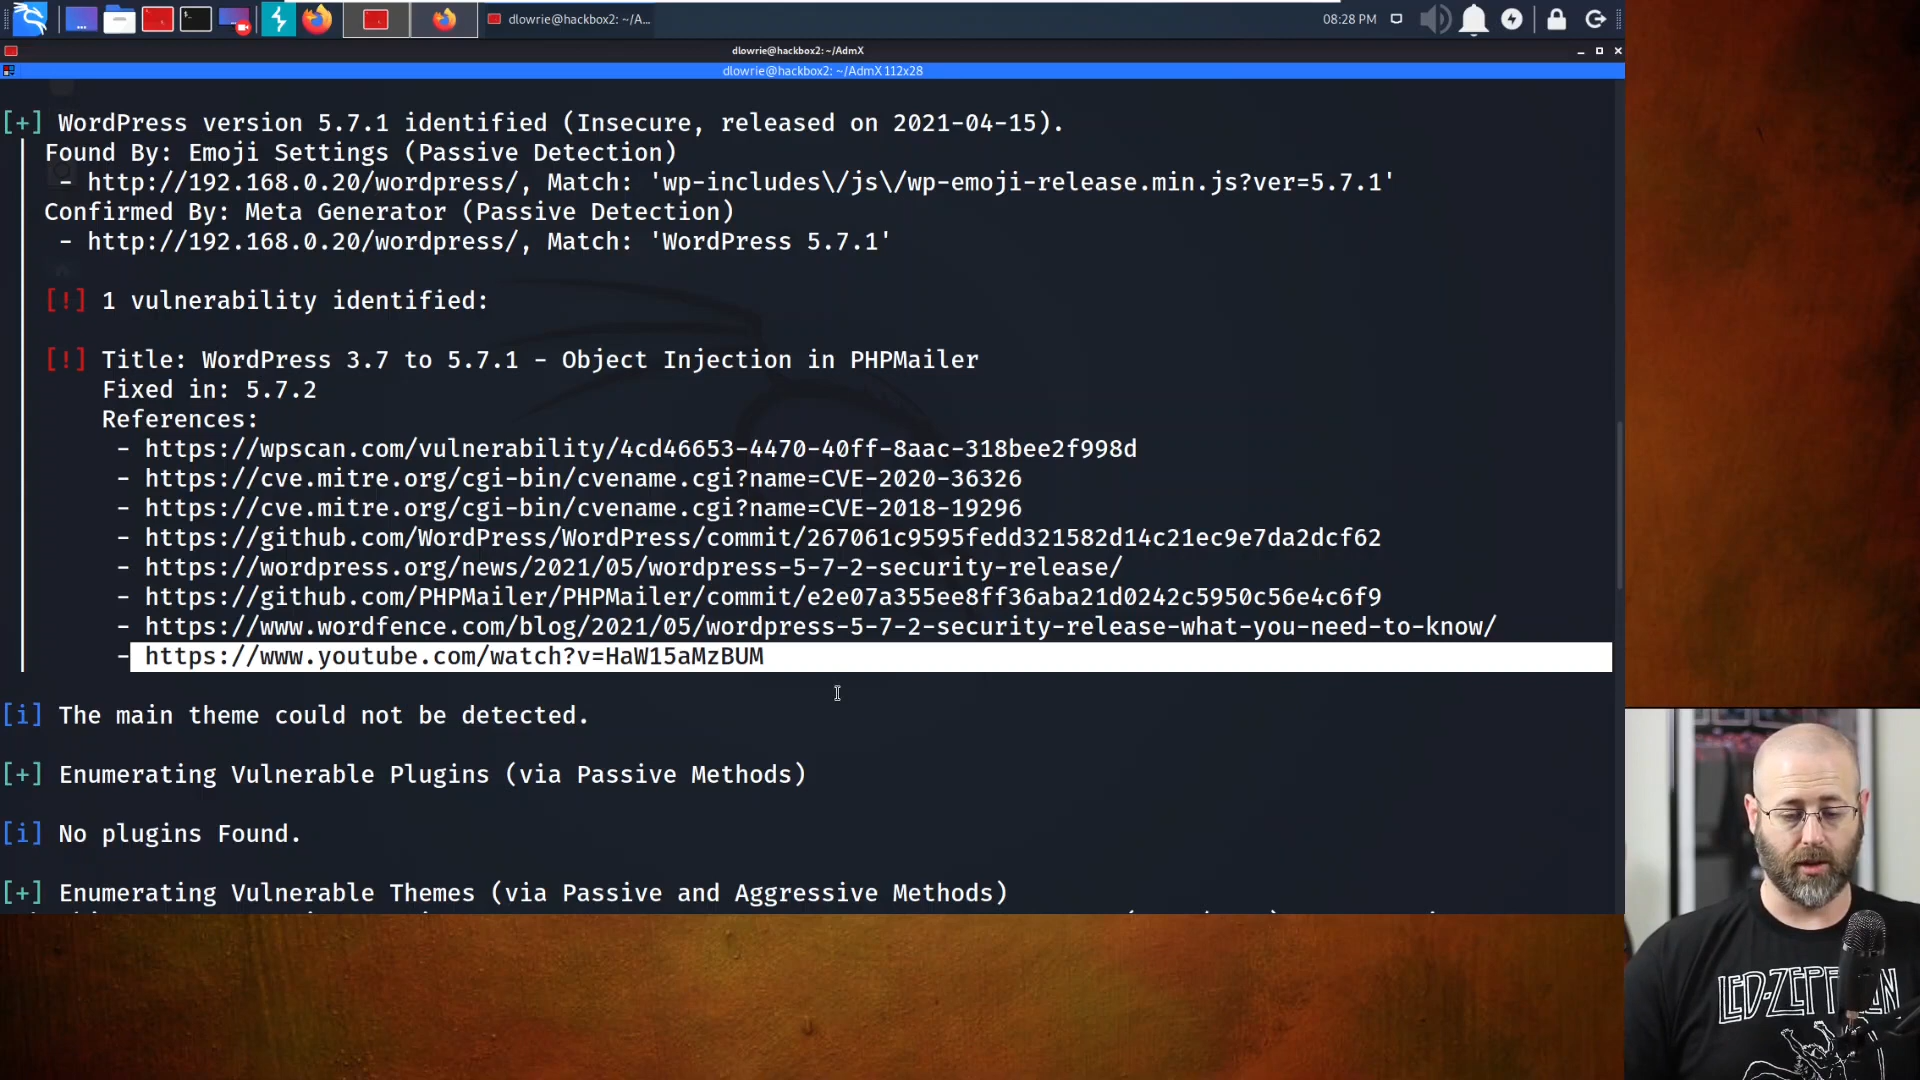 dlowrie@hackbox2: ~/A...
08:28 PM
dlowrie@hackbox2: ~/AdmX
dlowrie@hackbox2: ~/AdmX 112x28
[+] WordPress version 5.7.1 identified (Insecure, released on 2021-04-15).
Found By: Emoji Settings (Passive Detection)
- http://192.168.0.20/wordpress/, Match: 'wp-includes\/js\/wp-emoji-release.min.js?ver=5.7.1'
Confirmed By: Meta Generator (Passive Detection)
- http://192.168.0.20/wordpress/, Match: 'WordPress 5.7.1'
[!] 1 vulnerability identified:
[!] Title: WordPress 3.7 to 5.7.1 - Object Injection in PHPMailer
Fixed in: 5.7.2
References:
- https://wpscan.com/vulnerability/4cd46653-4470-40ff-8aac-318bee2f998d
- https://cve.mitre.org/cgi-bin/cvename.cgi?name=CVE-2020-36326
- https://cve.mitre.org/cgi-bin/cvename.cgi?name=CVE-2018-19296
- https://github.com/WordPress/WordPress/commit/267061c9595fedd321582d14c21ec9e7da2dcf62
- https://wordpress.org/news/2021/05/wordpress-5-7-2-security-release/
- https://github.com/PHPMailer/PHPMailer/commit/e2e07a355ee8ff36aba21d0242c5950c56e4c6f9
- https://www.wordfence.com/blog/2021/05/wordpress-5-7-2-security-release-what-you-need-to-know/
- https://www.youtube.com/watch?v=HaW15aMzBUM
[i] The main theme could not be detected.
[+] Enumerating Vulnerable Plugins (via Passive Methods)
[i] No plugins Found.
[+] Enumerating Vulnerable Themes (via Passive and Aggressive Methods)
LED-ZEPPELIN